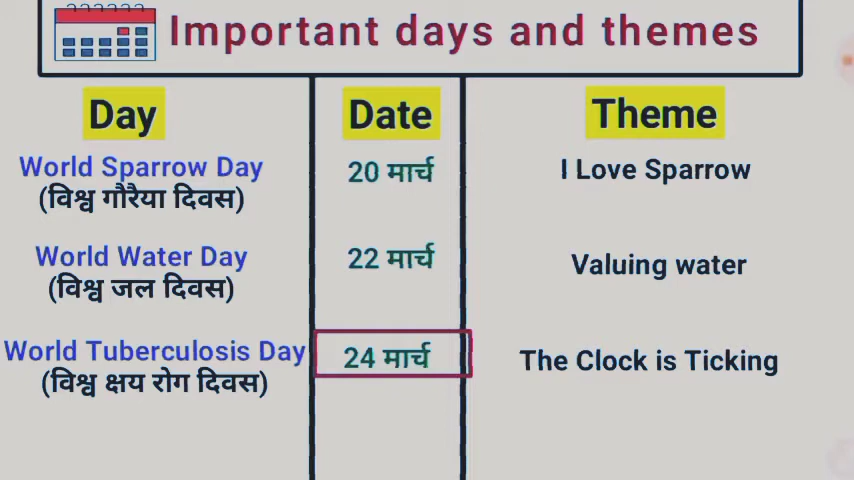 Important days and themes
Day Date Theme
World Sparrow Day 20 मार्च I Love Sparrow
(विश्व गौरैया दिवस)
World Water Day 22 मार्च Valuing water
(विश्व जल दिवस)
World Tuberculosis Day 24 मार्च The Clock is Ticking
(विश्व क्षय रोग दिवस)